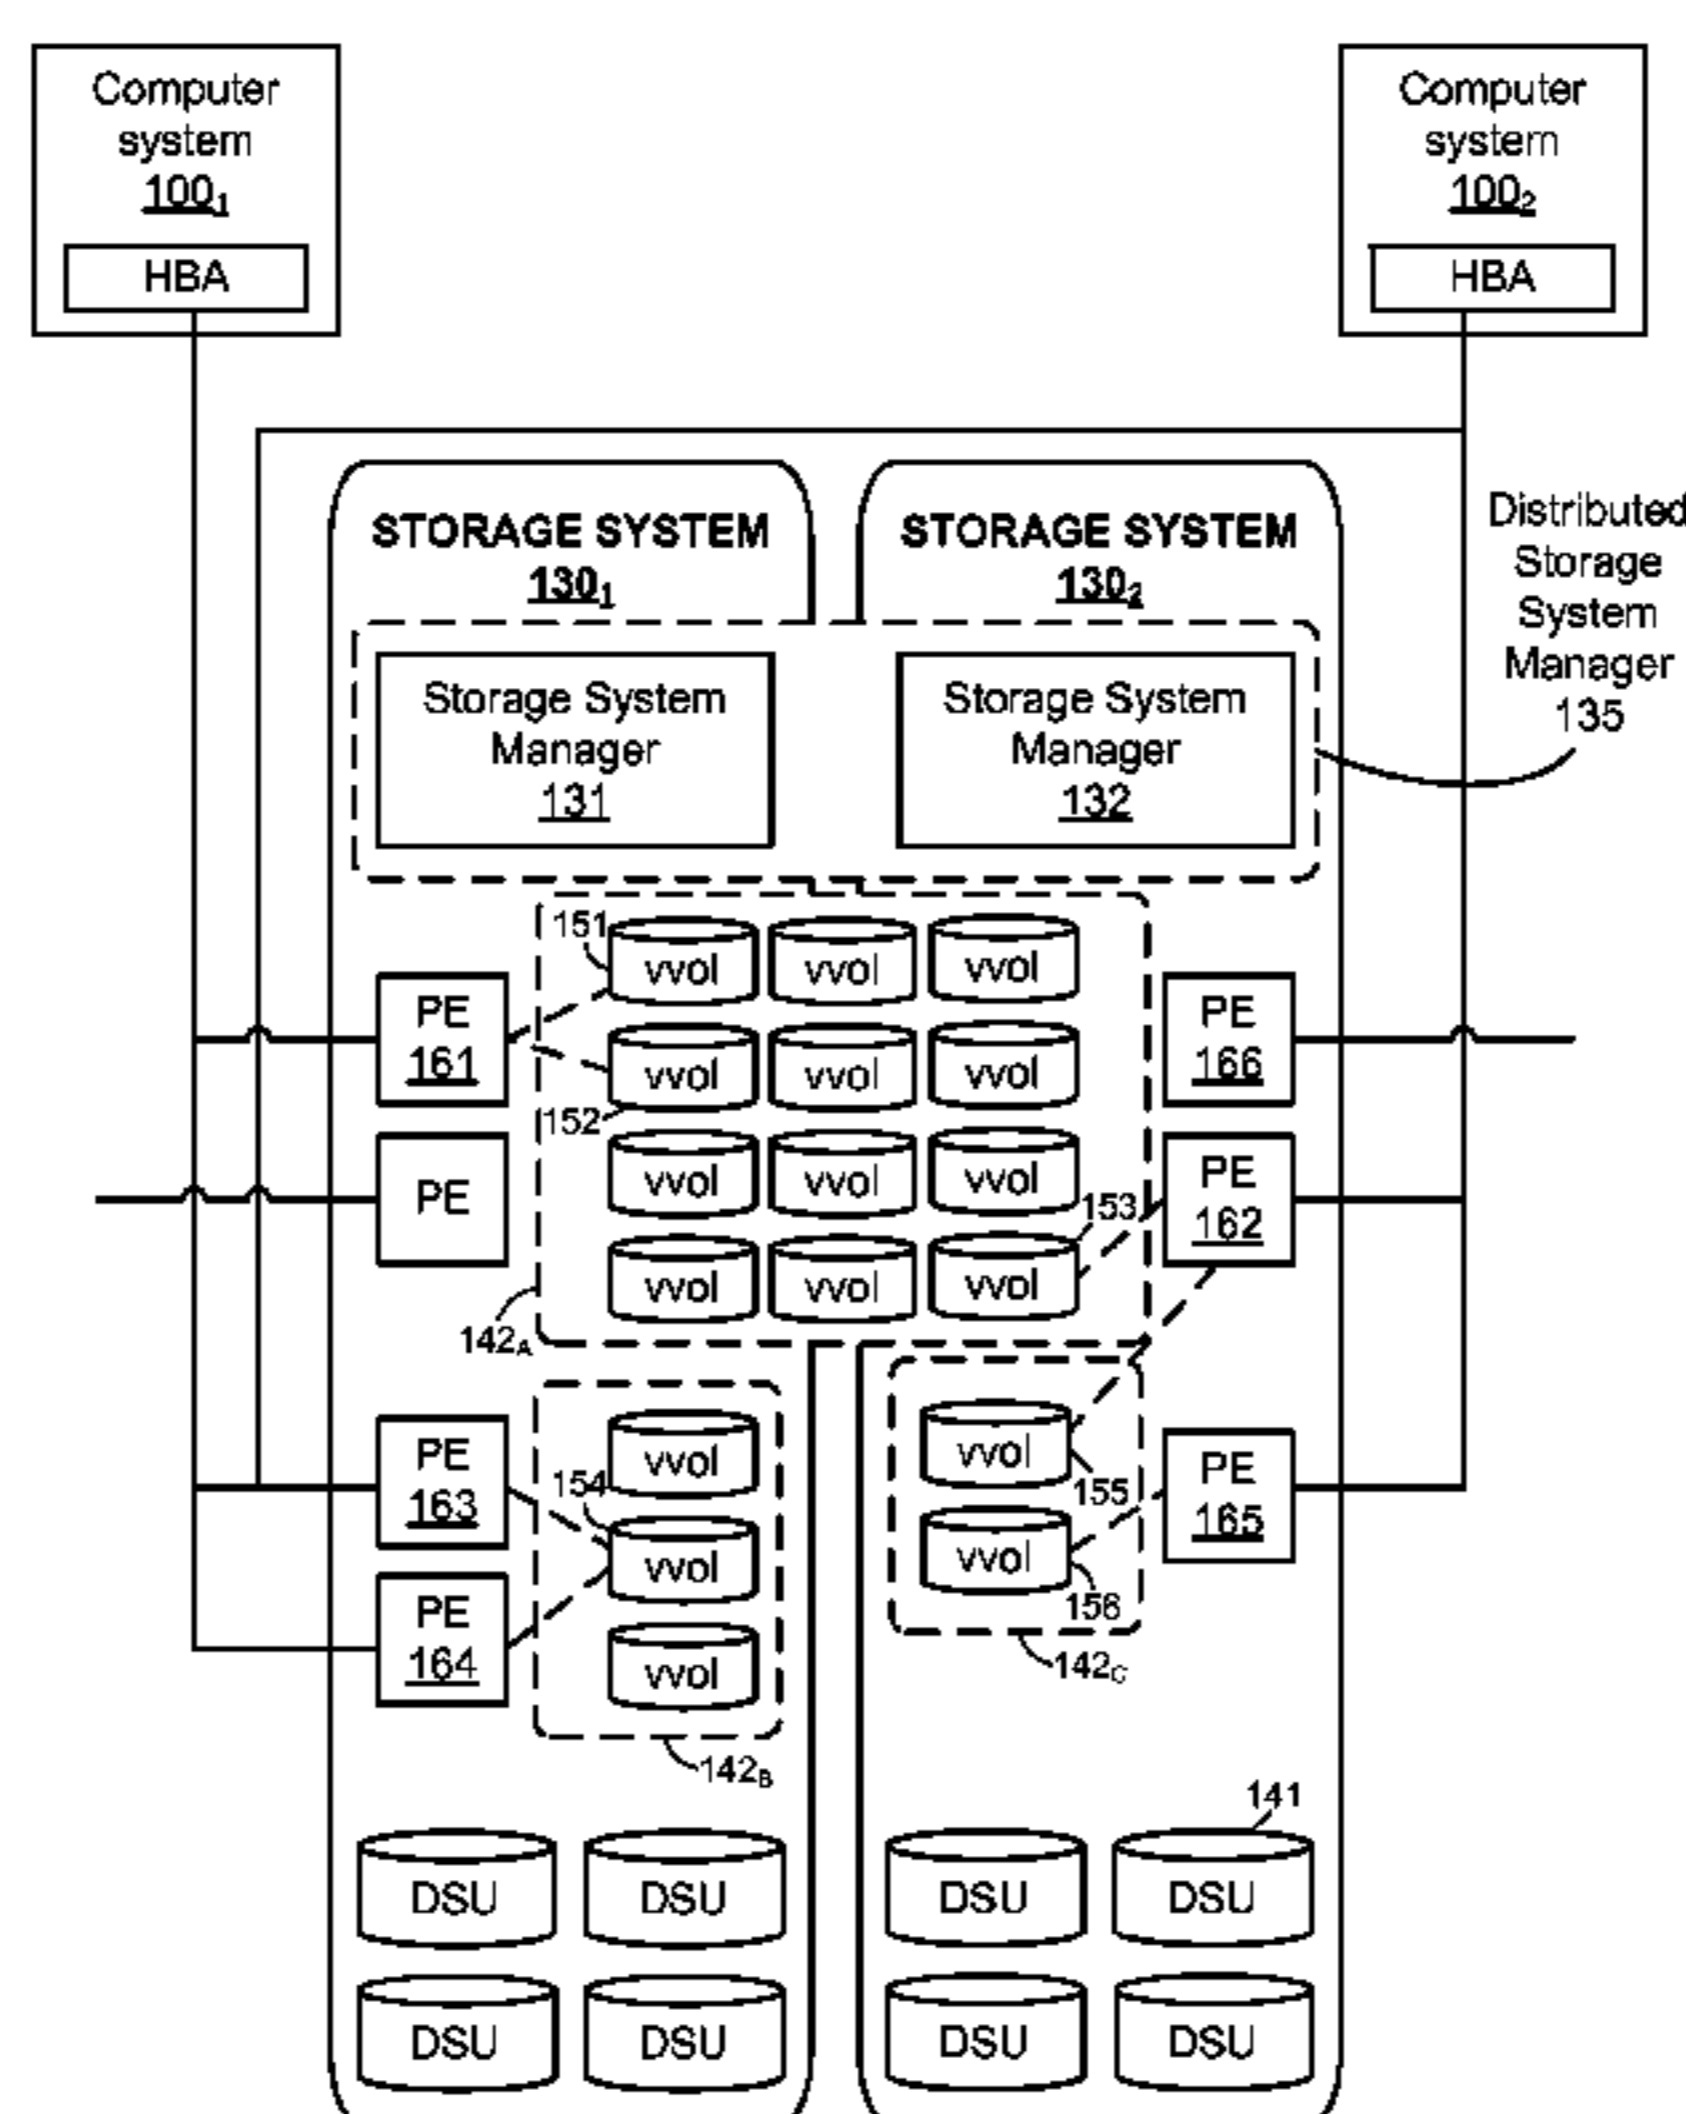 Computer
system
100₁
HBA
Computer
system
100₂
HBA
STORAGE SYSTEM
130₁
STORAGE SYSTEM
130₂
Distributed
Storage
System
Manager
135
Storage System
Manager
131
Storage System
Manager
132
151
vvol
vvol
vvol
PE
161
PE
166
vvol
vvol
vvol
152
PE
PE
162
vvol
vvol
vvol
153
vvol
vvol
vvol
142A
PE
163
vvol
vvol
155
PE
165
154
vvol
vvol
156
PE
164
vvol
142C
142B
141
DSU
DSU
DSU
DSU
DSU
DSU
DSU
DSU